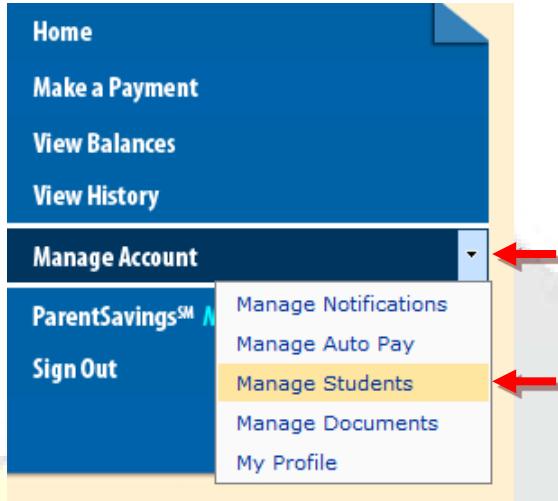 Home
Make a Payment
View Balances
View History
Manage Account
ParentSavings℠
Sign Out
Manage Notifications
Manage Auto Pay
Manage Students
Manage Documents
My Profile